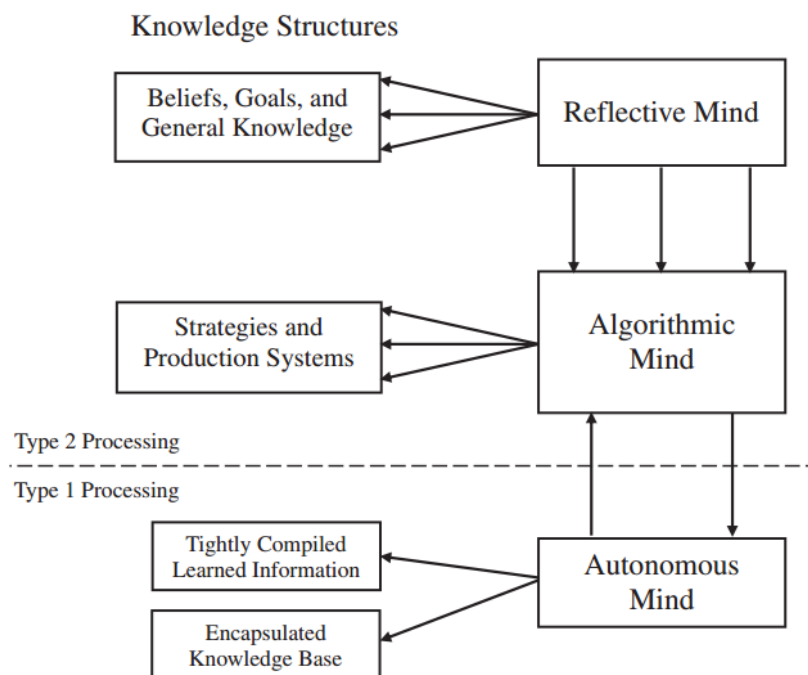 Knowledge Structures
Beliefs, Goals, and
General Knowledge
Reflective Mind
Strategies and
Production Systems
Algorithmic
Mind
Type 2 Processing
Type 1 Processing
Tightly Compiled
Learned Information
Autonomous
Mind
Encapsulated
Knowledge Base